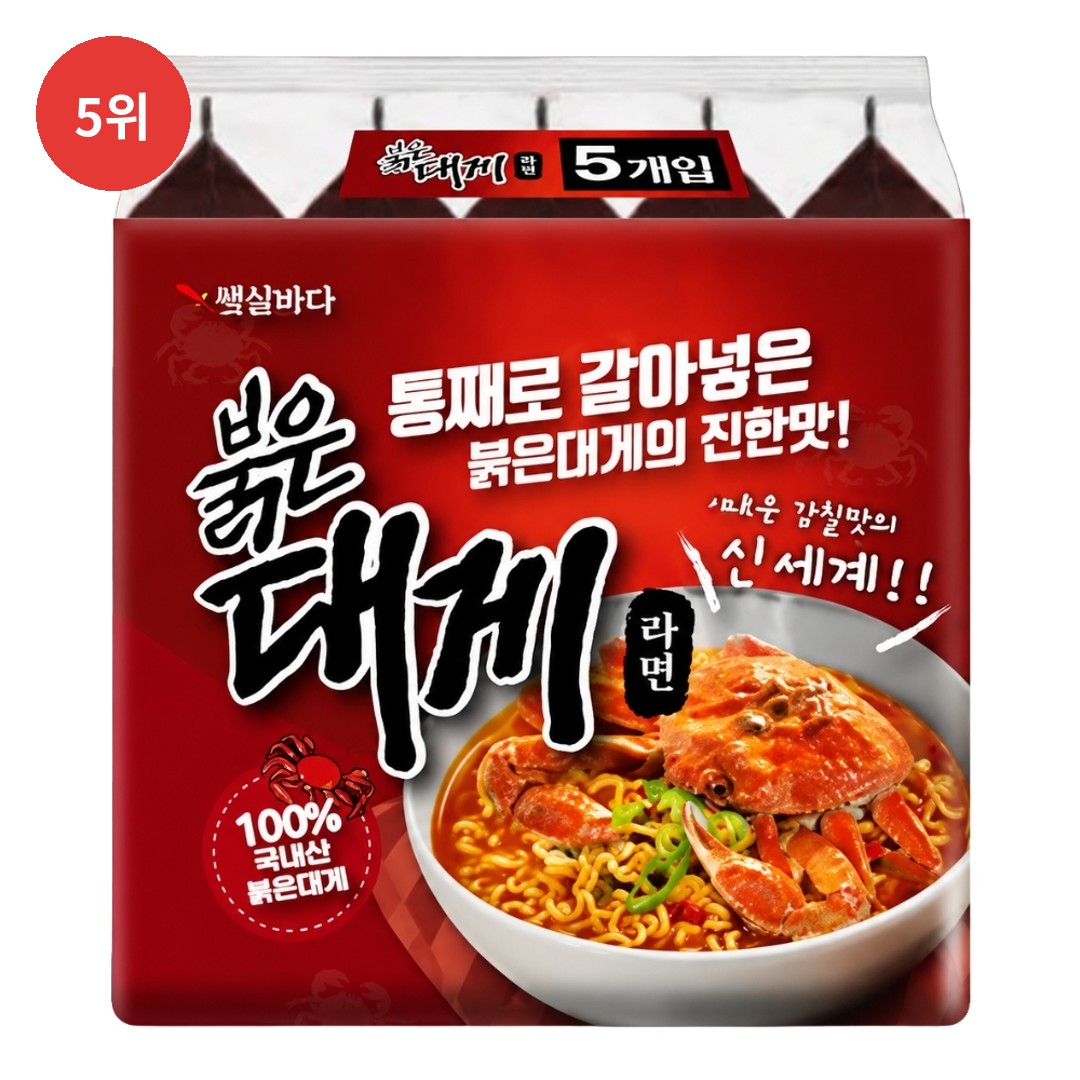 5위
붉은대게 라면 5개입
쌕실바다
통째로 갈아넣은
붉은대게의 진한맛!
매운 감칠맛의
신세계!!
붉은
대게
라면
100%
국내산
붉은대게